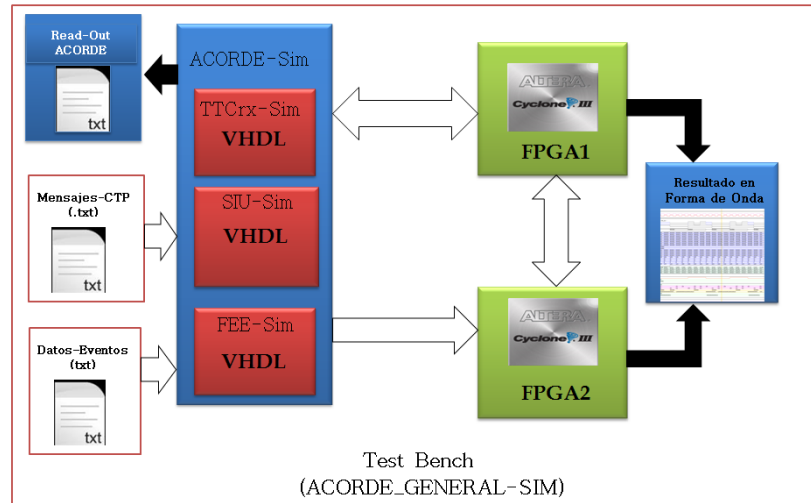 Read-Out
ACORDE
txt
Mensajes-CTP
(.txt)
txt
Datos-Eventos
(txt)
txt
ACORDE-Sim
TTCrx-Sim
VHDL
SIU-Sim
VHDL
FEE-Sim
VHDL
ALTERA
Cyclone III
FPGA1
ALTERA
Cyclone III
FPGA2
Resultado en
Forma de Onda
Test Bench
(ACORDE_GENERAL-SIM)